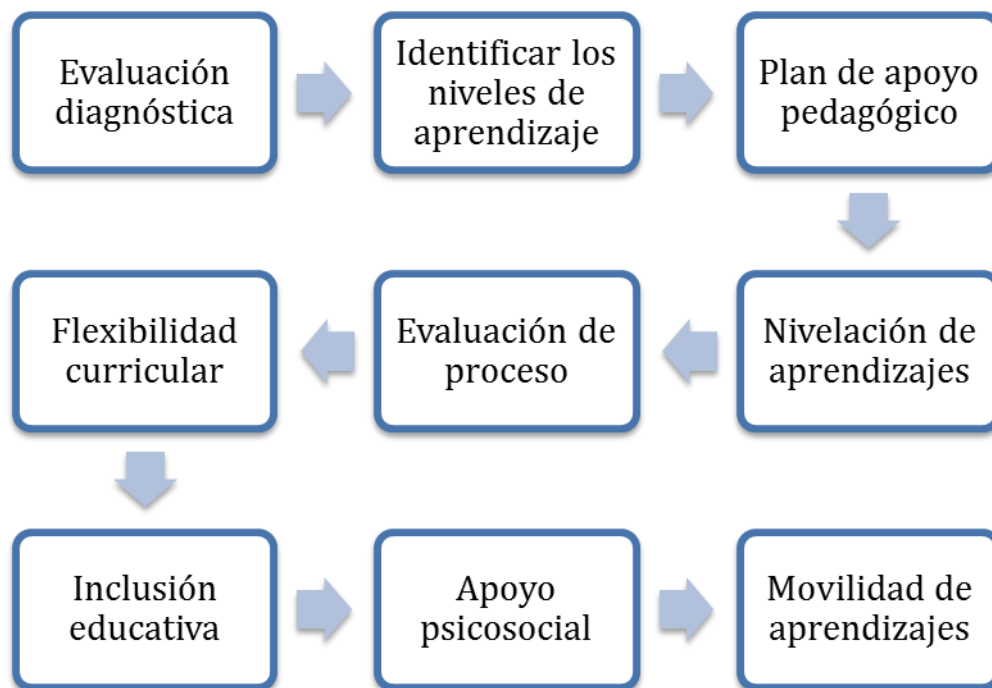 Evaluación
diagnóstica
Identificar los
niveles de
aprendizaje
Plan de apoyo
pedagógico
Nivelación de
aprendizajes
Evaluación de
proceso
Flexibilidad
curricular
Inclusión
educativa
Apoyo
psicosocial
Movilidad de
aprendizajes